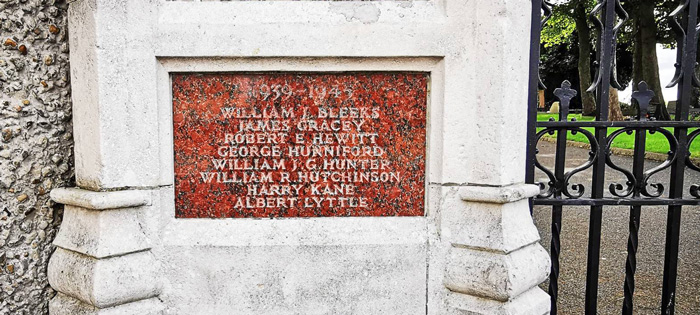 1939-1945
WILLIAM J. BLEEKS
JAMES GRACEY
ROBERT E. HEWITT
GEORGE HUNNIFORD
WILLIAM J.G. HUNTER
WILLIAM R. HUTCHINSON
HARRY KANE
ALBERT LYTTLE